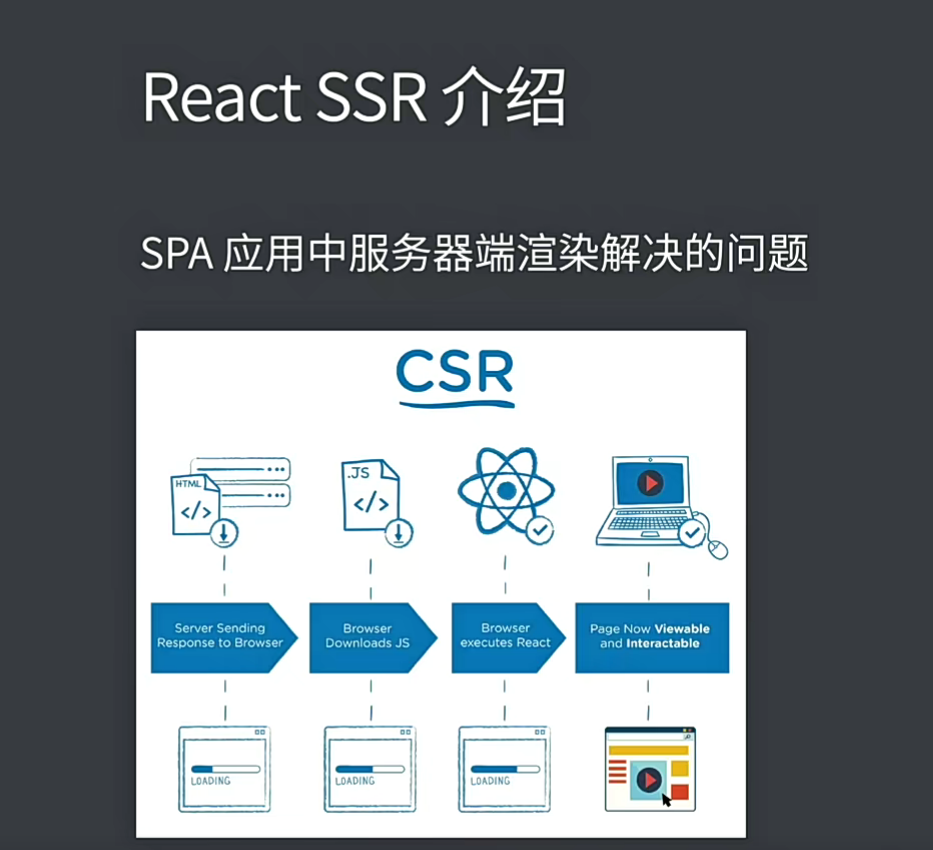 React SSR 介绍
SPA 应用中服务器端渲染解决的问题
CSR
HTML
</>
.JS
</>
Server Sending
Response to Browser
Browser
Downloads JS
Browser
executes React
Page Now Viewable
and Interactable
LOADING
LOADING
LOADING